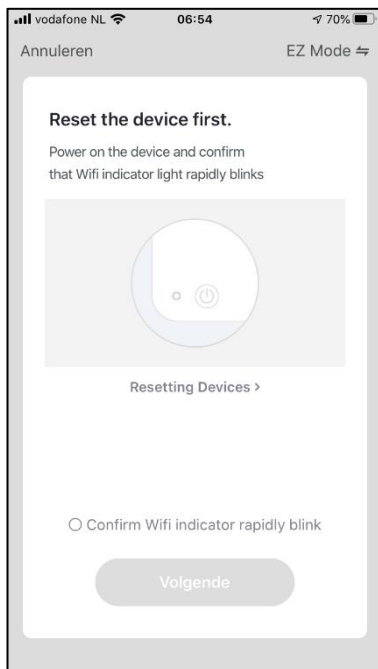 vodafone NL 06:54 70%
Annuleren EZ Mode
Reset the device first.
Power on the device and confirm
that Wifi indicator light rapidly blinks
Resetting Devices >
Confirm Wifi indicator rapidly blink
Volgende